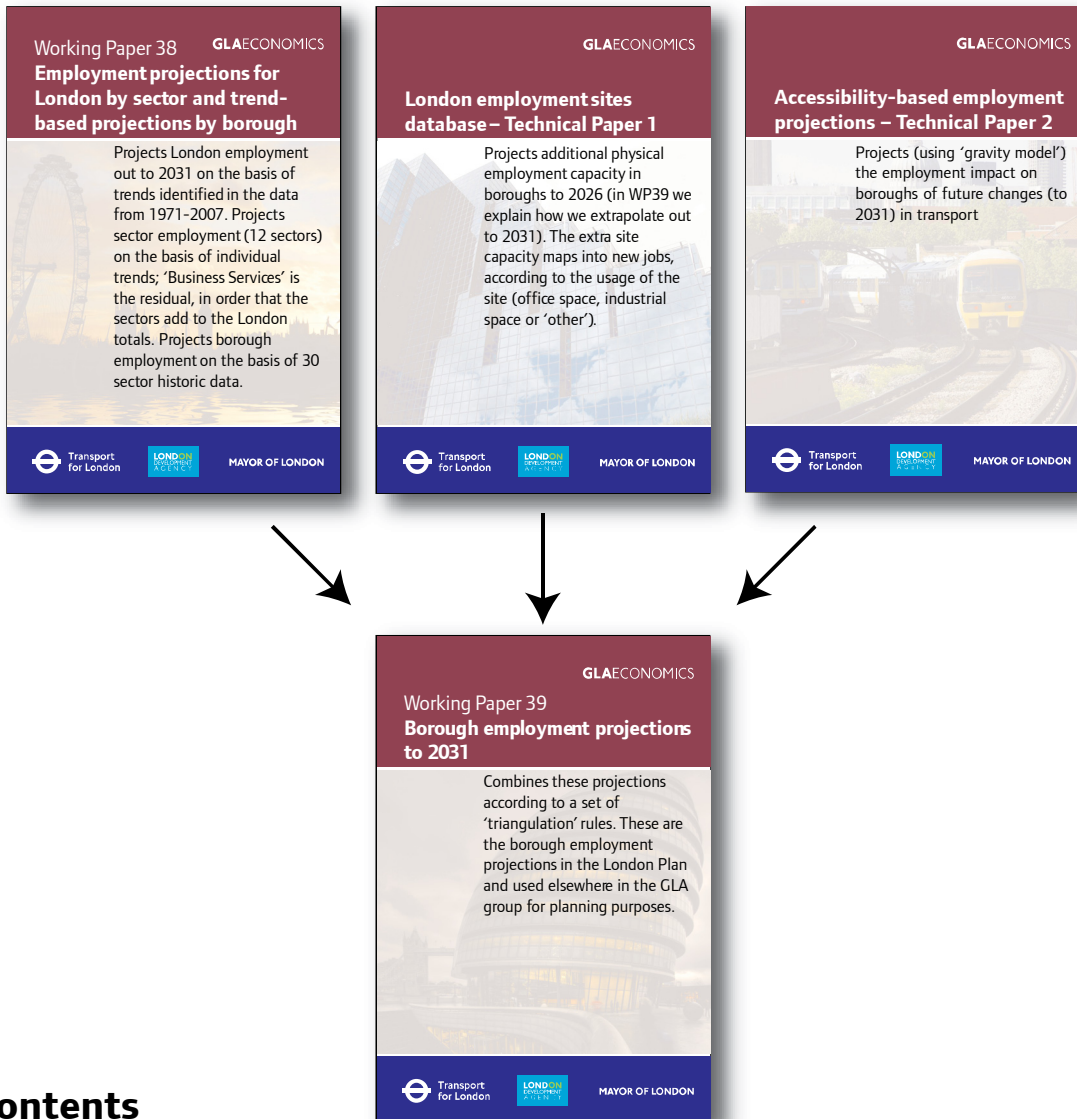 Working Paper 38
GLAECONOMICS
Employment projections for
London by sector and trend-
based projections by borough
Projects London employment
out to 2031 on the basis of
trends identified in the data
from 1971-2007. Projects
sector employment (12 sectors)
on the basis of individual
trends; ‘Business Services’ is
the residual, in order that the
sectors add to the London
totals. Projects borough
employment on the basis of 30
sector historic data.
Transport
for London
LONDON
DEVELOPMENT
AGENCY
MAYOR OF LONDON
GLAECONOMICS
London employment sites
database – Technical Paper 1
Projects additional physical
employment capacity in
boroughs to 2026 (in WP39 we
explain how we extrapolate out
to 2031). The extra site
capacity maps into new jobs,
according to the usage of the
site (office space, industrial
space or ‘other’).
Transport
for London
LONDON
DEVELOPMENT
AGENCY
MAYOR OF LONDON
GLAECONOMICS
Accessibility-based employment
projections – Technical Paper 2
Projects (using ‘gravity model’)
the employment impact on
boroughs of future changes (to
2031) in transport
Transport
for London
LONDON
DEVELOPMENT
AGENCY
MAYOR OF LONDON
GLAECONOMICS
Working Paper 39
Borough employment projections
to 2031
Combines these projections
according to a set of
‘triangulation’ rules. These are
the borough employment
projections in the London Plan
and used elsewhere in the GLA
group for planning purposes.
Transport
for London
LONDON
DEVELOPMENT
AGENCY
MAYOR OF LONDON
ontents